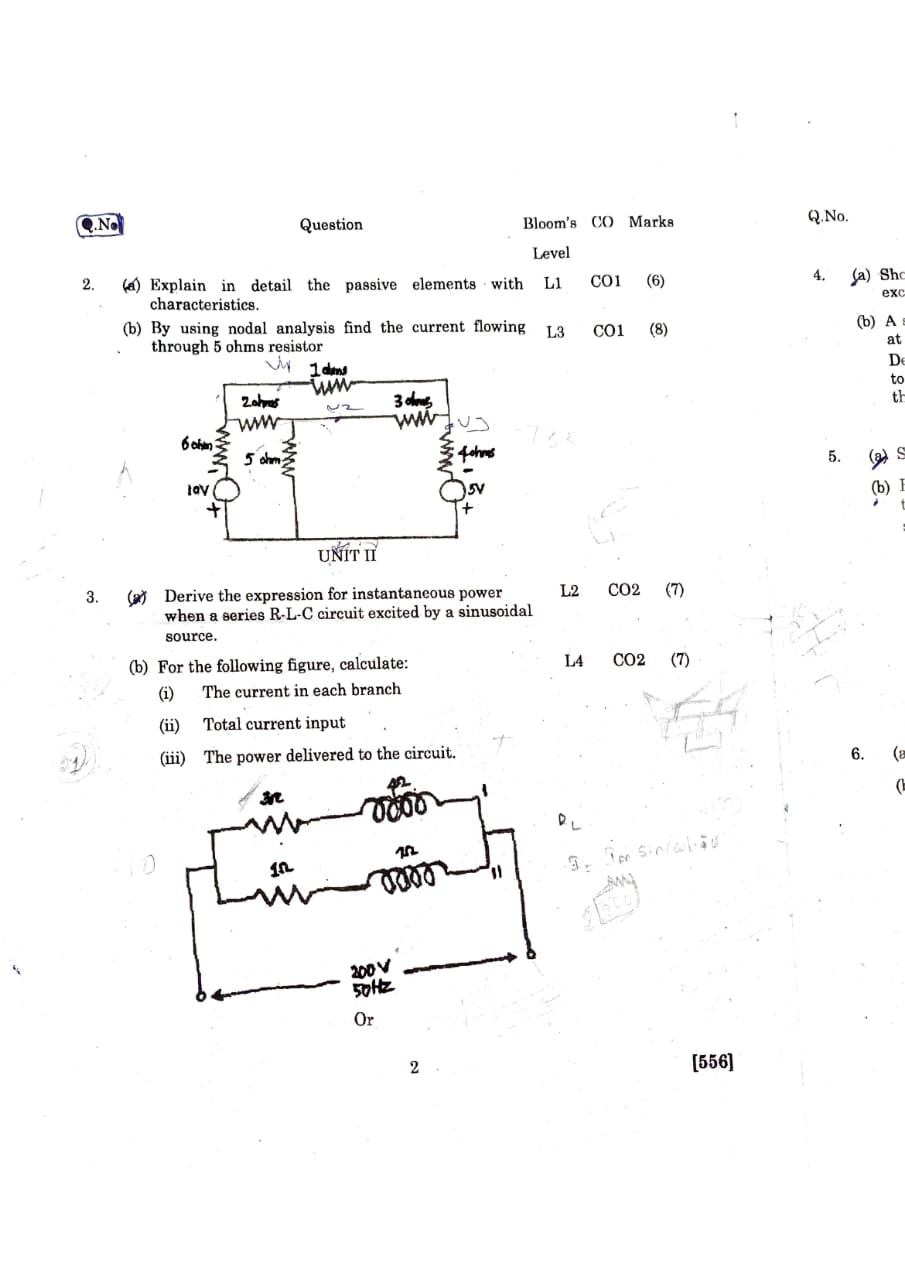 Q.No.
Question
Bloom's Level
CO
Marks
2. (a) Explain in detail the passive elements with characteristics. L1 CO1 (6)
(b) By using nodal analysis find the current flowing through 5 ohms resistor L3 CO1 (8)
V1
1 ohms
2 ohms
V2
3 ohms
V3
6 ohm
5 ohm
4 ohms
10V
5V
+
+
UNIT II
3. (a) Derive the expression for instantaneous power L2 CO2 (7)
when a series R-L-C circuit excited by a sinusoidal
source.
(b) For the following figure, calculate: L4 CO2 (7)
(i) The current in each branch
(ii) Total current input
(iii) The power delivered to the circuit.
3Ω
4Ω
1Ω
I
II
200V
50Hz
Or
2
[556]
Q.No.
4. (a) Sho
exc
(b) A
at
De
to
th
5. (a) S
(b)
6.